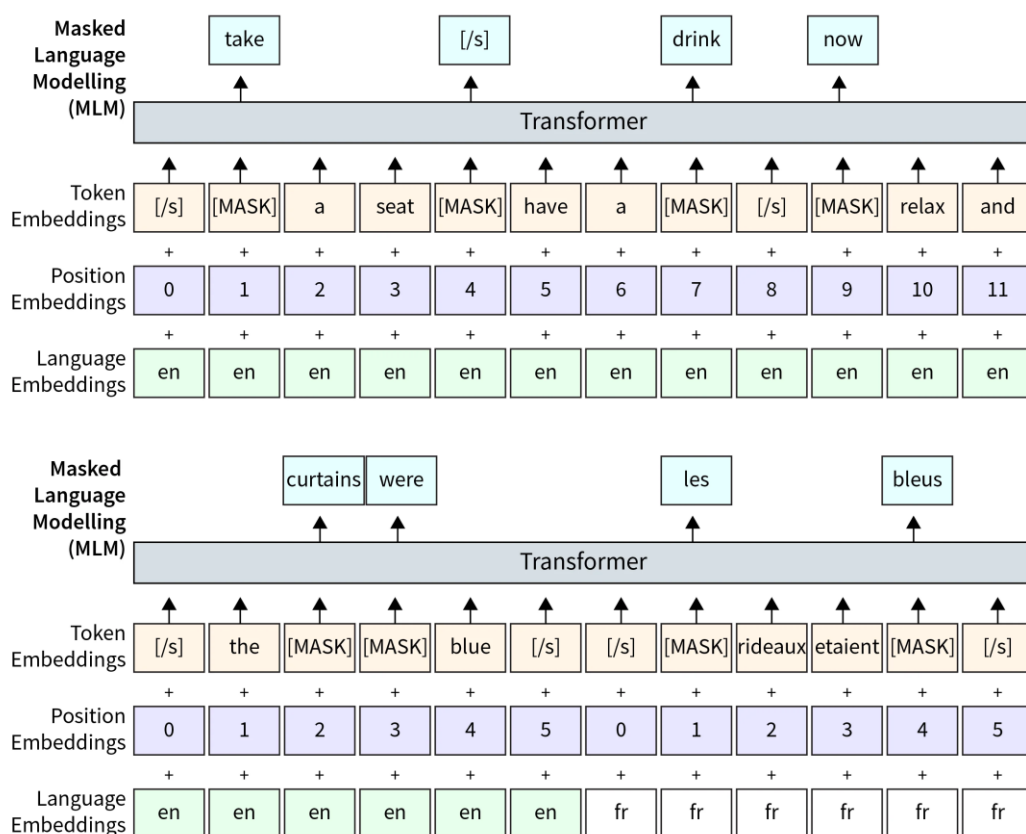 Masked
Language
Modelling
(MLM)
take [/s] drink now
Transformer
Token
Embeddings
[/s] [MASK] a seat [MASK] have a [MASK] [/s] [MASK] relax and
+ + + + + + + + + + + +
Position
Embeddings
0 1 2 3 4 5 6 7 8 9 10 11
+ + + + + + + + + + + +
Language
Embeddings
en en en en en en en en en en en en
Masked
Language
Modelling
(MLM)
curtains were les bleus
Transformer
Token
Embeddings
[/s] the [MASK] [MASK] blue [/s] [/s] [MASK] rideaux etaient [MASK] [/s]
+ + + + + + + + + + + +
Position
Embeddings
0 1 2 3 4 5 0 1 2 3 4 5
+ + + + + + + + + + + +
Language
Embeddings
en en en en en en fr fr fr fr fr fr